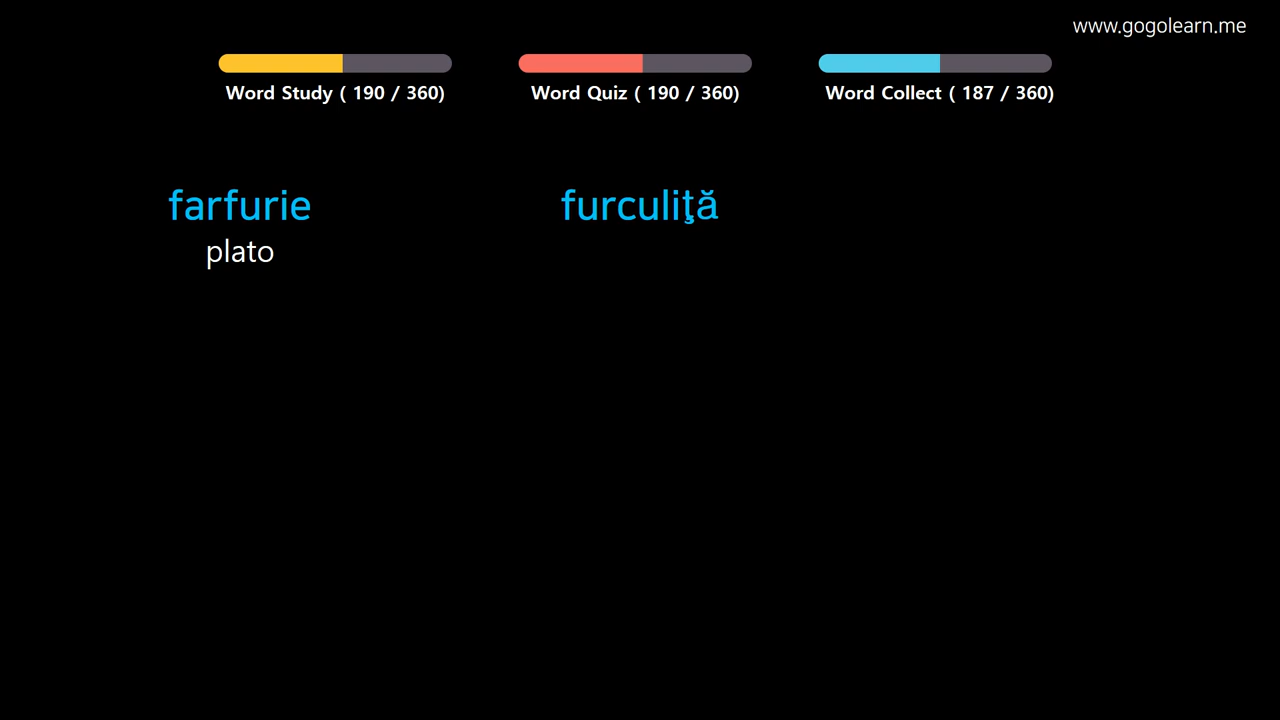 www.gogolearn.me
Word Study ( 190 / 360)
Word Quiz ( 190 / 360)
Word Collect ( 187 / 360)
farfurie
plato
furculiţă